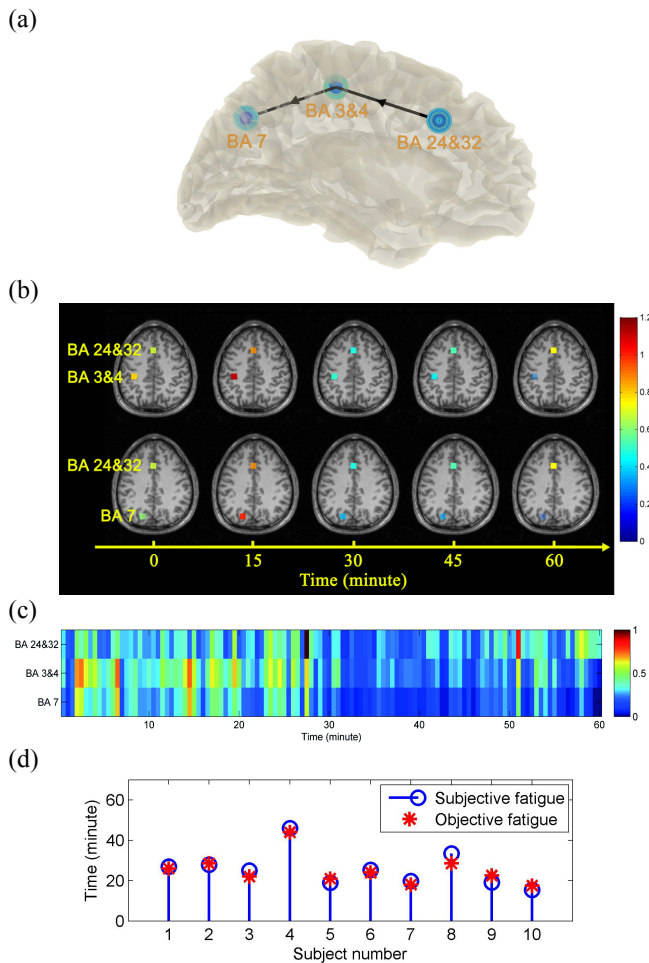 (a)
BA 7
BA 3&4
BA 24&32
(b)
BA 24&32
BA 3&4
BA 24&32
BA 7
0 15 30 45 60
Time (minute)
1.2
1
0.8
0.6
0.4
0.2
0
(c)
BA 24&32
BA 3&4
BA 7
10 20 30 40 50 60
Time (minute)
1
0.5
0
(d)
Time (minute)
60
40
20
0
Subjective fatigue
Objective fatigue
1 2 3 4 5 6 7 8 9 10
Subject number